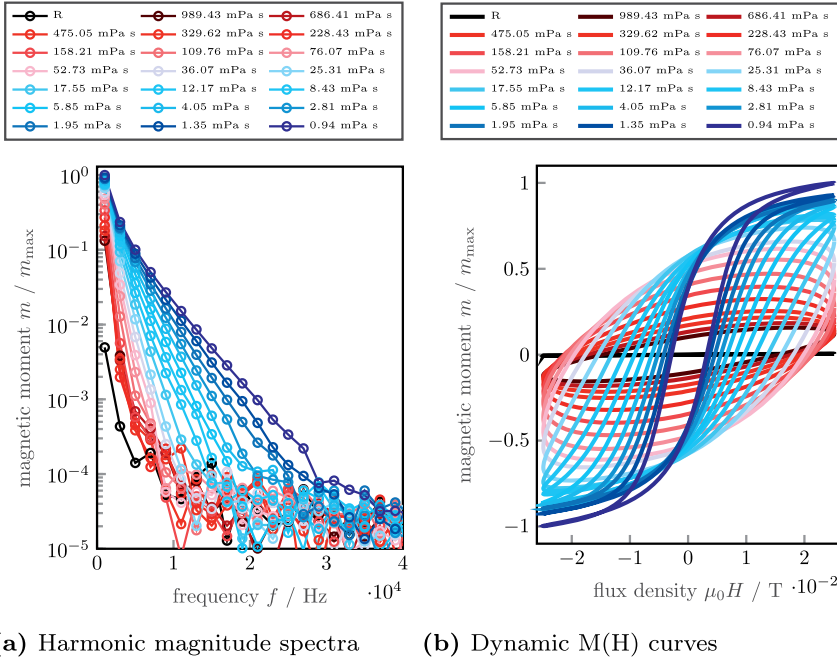 R 989.43 mPa s 686.41 mPa s
475.05 mPa s 329.62 mPa s 228.43 mPa s
158.21 mPa s 109.76 mPa s 76.07 mPa s
52.73 mPa s 36.07 mPa s 25.31 mPa s
17.55 mPa s 12.17 mPa s 8.43 mPa s
5.85 mPa s 4.05 mPa s 2.81 mPa s
1.95 mPa s 1.35 mPa s 0.94 mPa s
magnetic moment m / m_max
10^0
10^−1
10^−2
10^−3
10^−4
10^−5
0 1 2 3 4
·10^4
frequency f / Hz
(a) Harmonic magnitude spectra
R 989.43 mPa s 686.41 mPa s
475.05 mPa s 329.62 mPa s 228.43 mPa s
158.21 mPa s 109.76 mPa s 76.07 mPa s
52.73 mPa s 36.07 mPa s 25.31 mPa s
17.55 mPa s 12.17 mPa s 8.43 mPa s
5.85 mPa s 4.05 mPa s 2.81 mPa s
1.95 mPa s 1.35 mPa s 0.94 mPa s
magnetic moment m / m_max
1
0.5
0
−0.5
−1
−2 −1 0 1 2
·10^−2
flux density μ₀H / T
(b) Dynamic M(H) curves